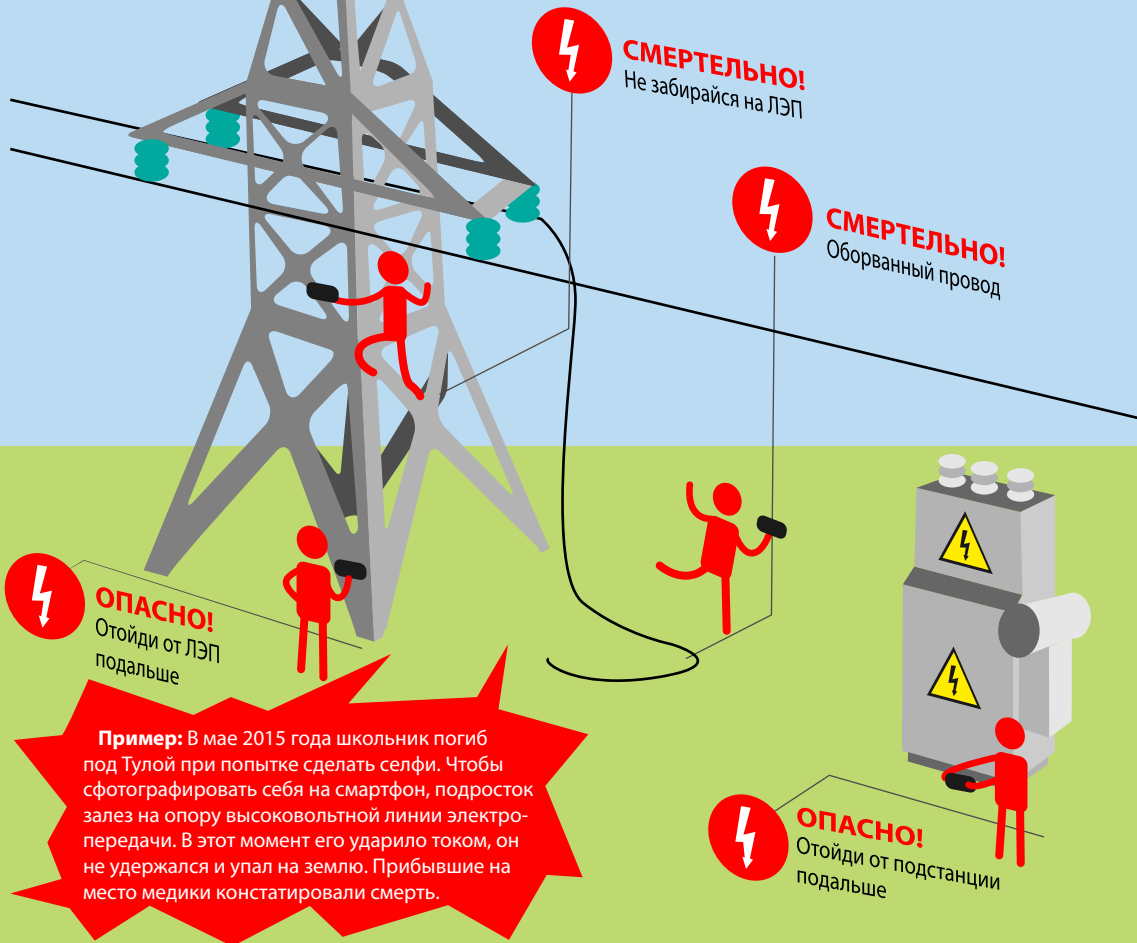 СМЕРТЕЛЬНО!
Не забирайся на ЛЭП
СМЕРТЕЛЬНО!
Оборванный провод
ОПАСНО!
Отойди от ЛЭП
подальше
Пример: В мае 2015 года школьник погиб
под Тулой при попытке сделать селфи. Чтобы
сфотографировать себя на смартфон, подросток
залез на опору высоковольтной линии электро-
передачи. В этот момент его ударило током, он
не удержался и упал на землю. Прибывшие на
место медики констатировали смерть.
ОПАСНО!
Отойди от подстанции
подальше